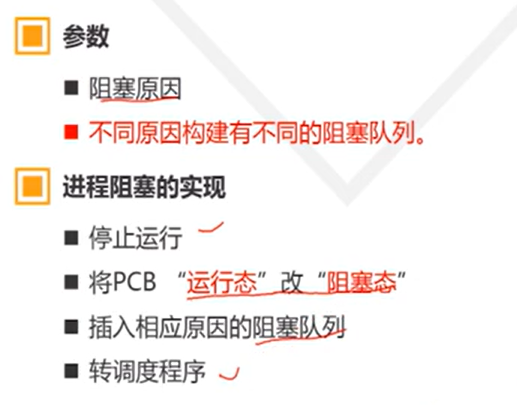 参数
阻塞原因
不同原因构建有不同的阻塞队列。
进程阻塞的实现
停止运行
将PCB “运行态”改“阻塞态”
插入相应原因的阻塞队列
转调度程序